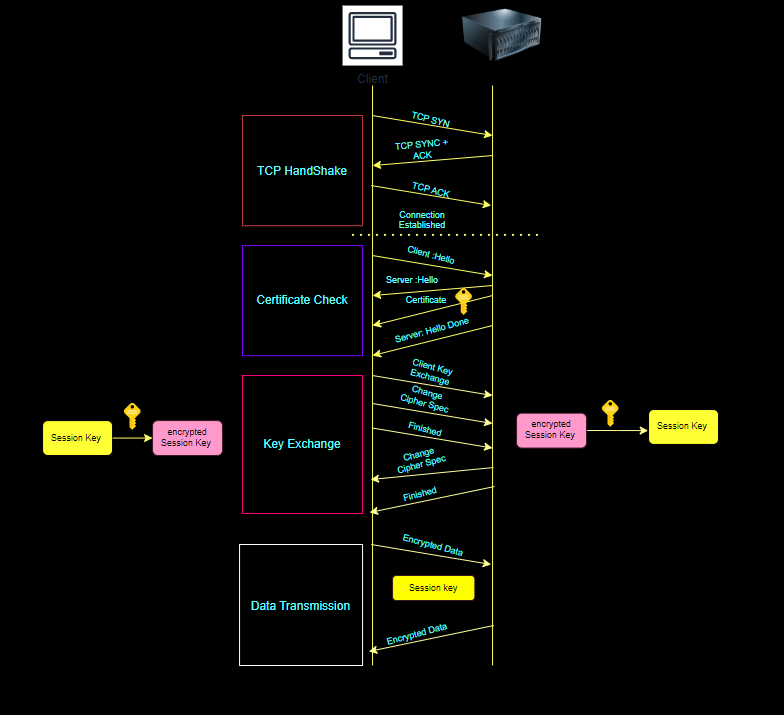 Client
TCP SYN
TCP SYNC +
ACK
TCP HandShake
TCP ACK
Connection
Established
Client :Hello
Server :Hello
Certificate Check
Certificate
Server: Hello Done
Client Key
Exchange
Change
Cipher Spec
Session Key
encrypted
Session Key
Key Exchange
Finished
encrypted
Session Key
Session Key
Change
Cipher Spec
Finished
Encrypted Data
Session key
Data Transmission
Encrypted Data